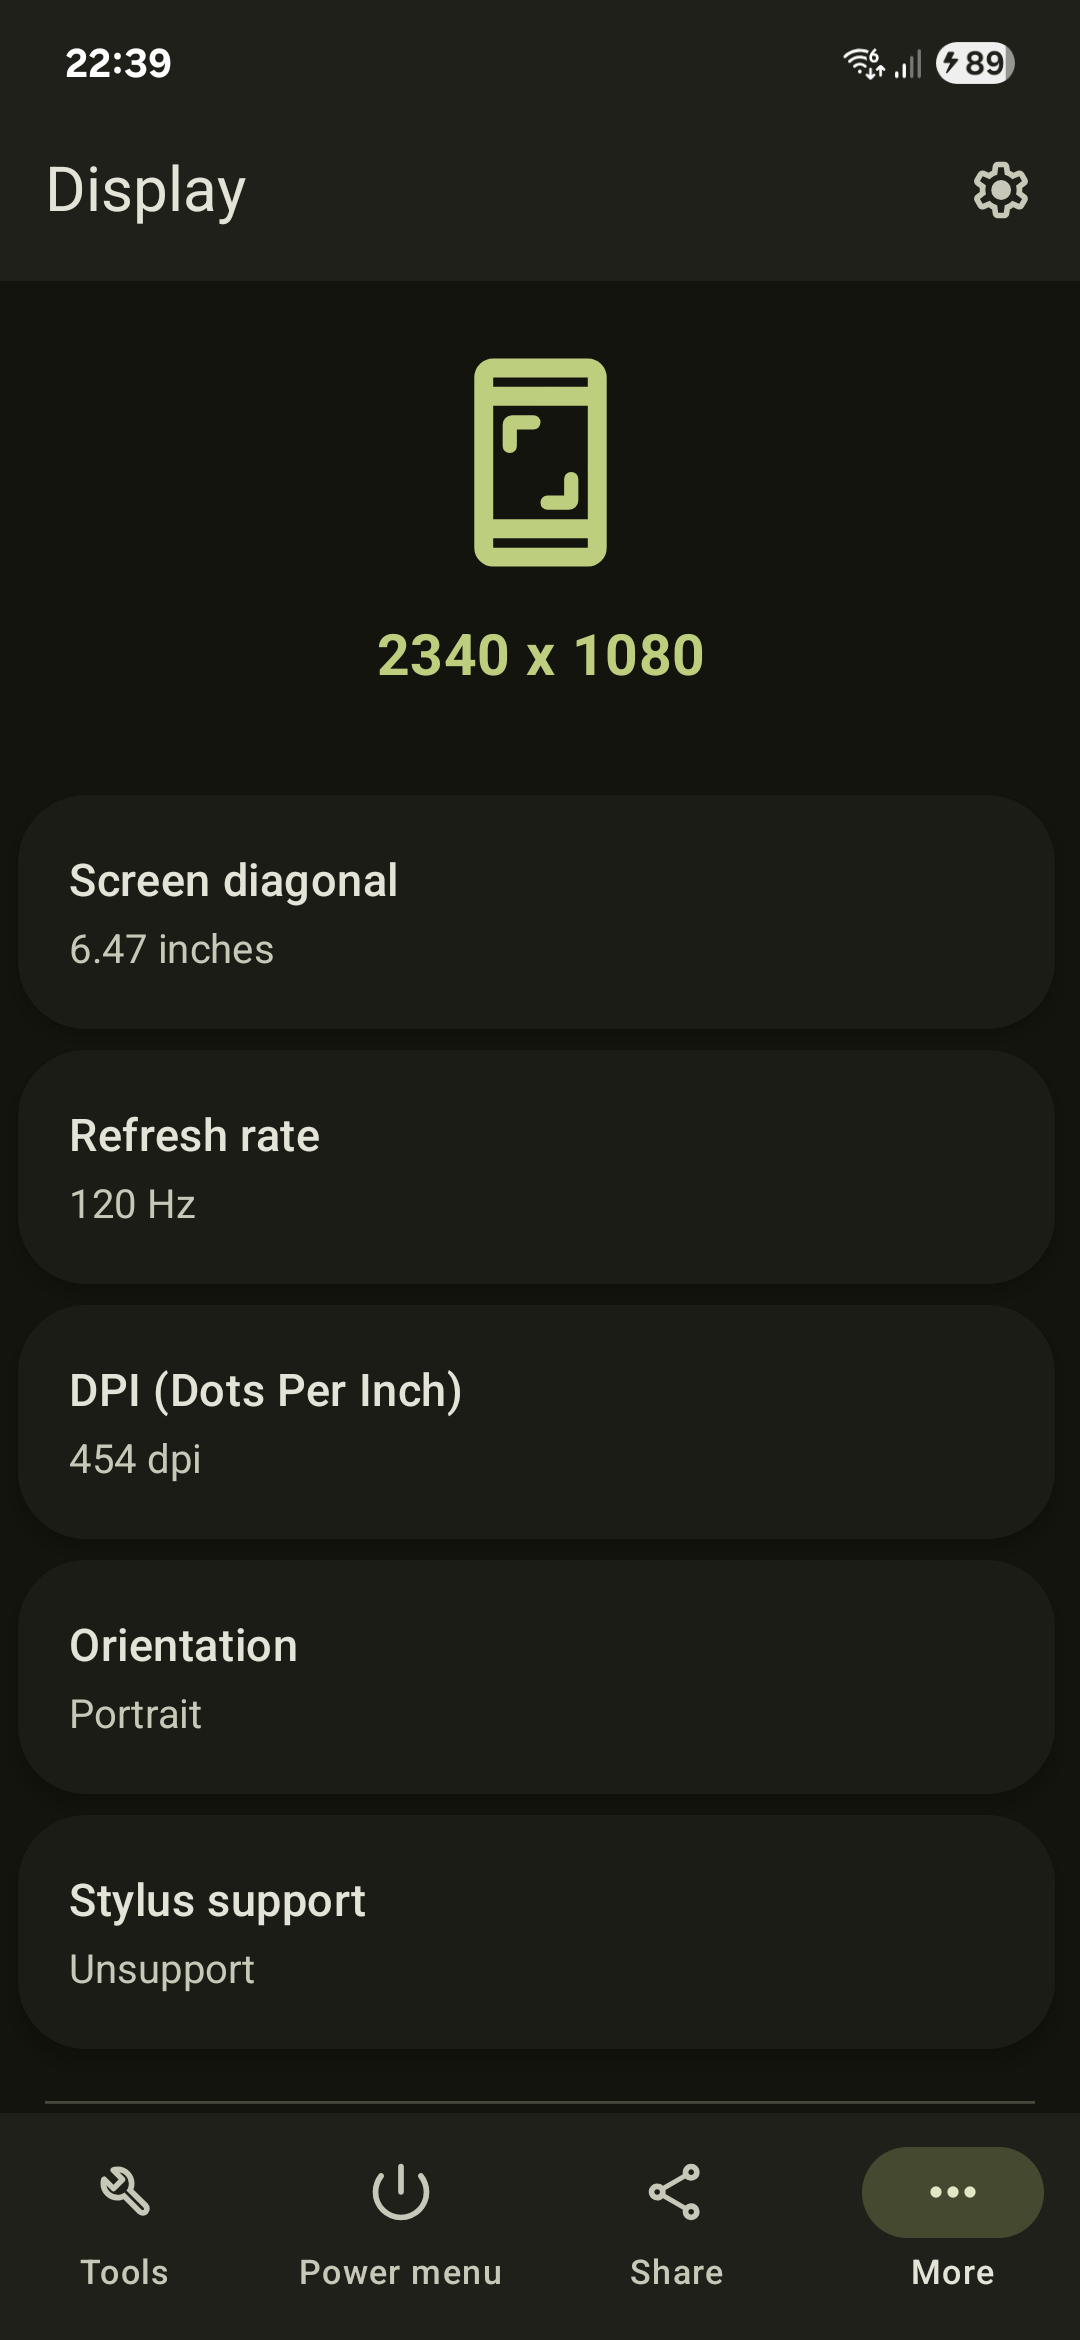 22:39
6
89
Display
2340 x 1080
Screen diagonal
6.47 inches
Refresh rate
120 Hz
DPI (Dots Per Inch)
454 dpi
Orientation
Portrait
Stylus support
Unsupport
Tools
Power menu
Share
More